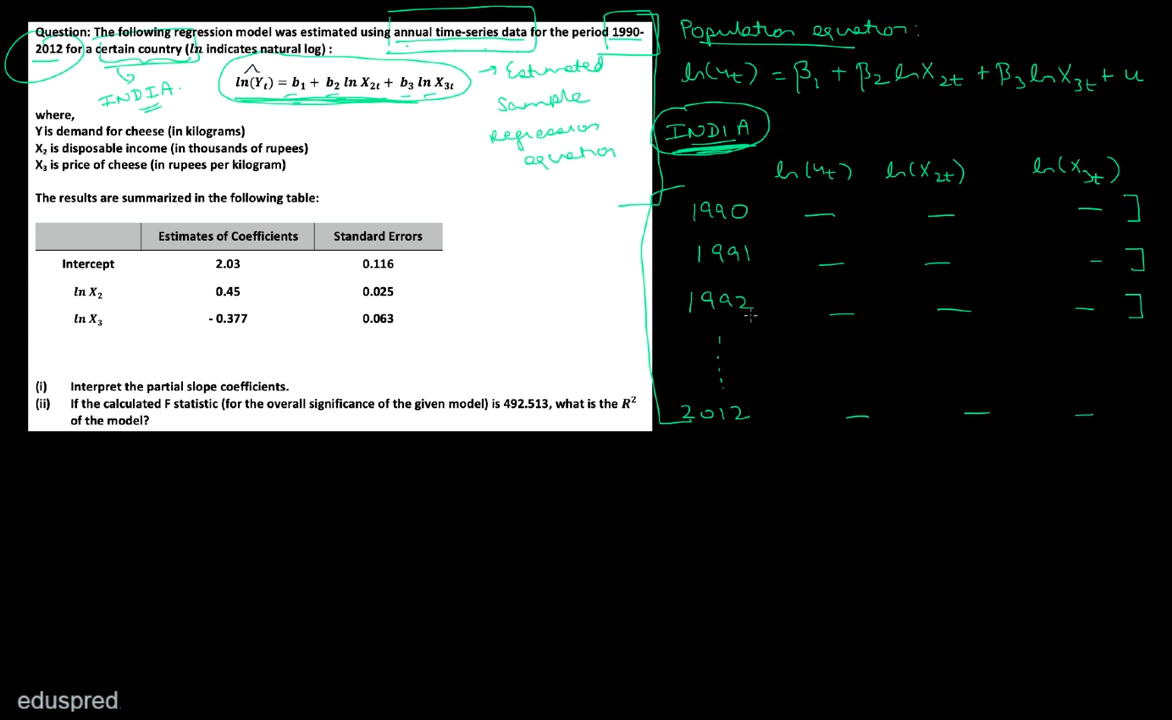 Question: The following regression model was estimated using annual time-series data for the period 1990-
2012 for a certain country (ln indicates natural log) :
ln(Yt) = b1 + b2 ln X2t + b3 ln X3t
→ Estimated
Sample
Regression
equation
INDIA.
where,
Y is demand for cheese (in kilograms)
X2 is disposable income (in thousands of rupees)
X3 is price of cheese (in rupees per kilogram)
The results are summarized in the following table:
Estimates of Coefficients Standard Errors
Intercept 2.03 0.116
ln X2 0.45 0.025
ln X3 - 0.377 0.063
(i) Interpret the partial slope coefficients.
(ii) If the calculated F statistic (for the overall significance of the given model) is 492.513, what is the R²
of the model?
Population equation:
ln(Yt) = β1 + β2 ln X2t + β3 ln X3t + u
INDIA
ln(Yt) ln(X2t) ln(X3t)
1990 — — — ]
1991 — — - ]
1992 — — — ]
2012 — — —
eduspred.